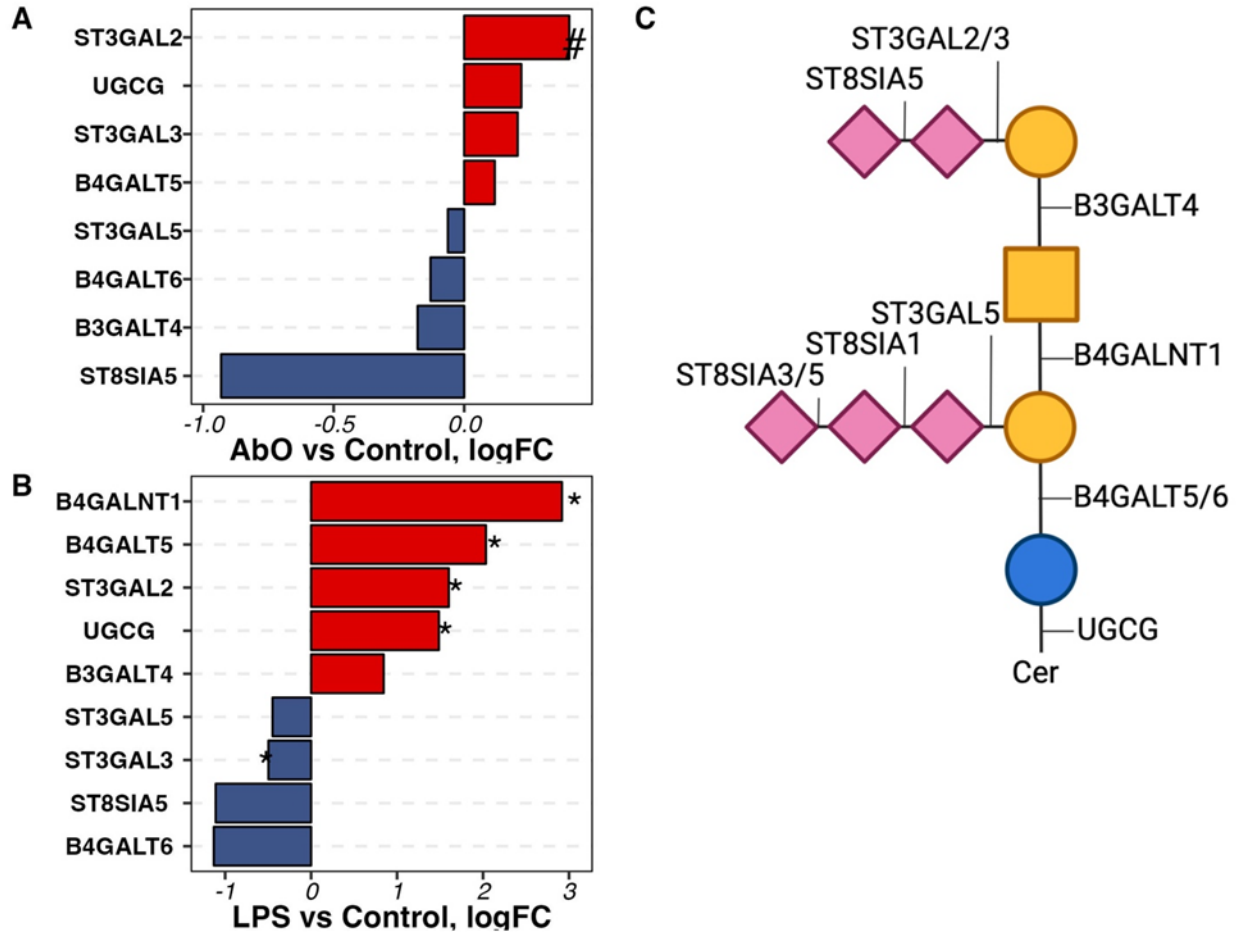 A
ST3GAL2
#
UGCG
ST3GAL3
B4GALT5
ST3GAL5
B4GALT6
B3GALT4
ST8SIA5
-1.0 -0.5 0.0
AbO vs Control, logFC
B
B4GALNT1 *
B4GALT5 *
ST3GAL2 *
UGCG *
B3GALT4
ST3GAL5
ST3GAL3 *
ST8SIA5
B4GALT6
-1 0 1 2 3
LPS vs Control, logFC
C
ST3GAL2/3
ST8SIA5
B3GALT4
ST3GAL5
ST8SIA1
B4GALNT1
ST8SIA3/5
B4GALT5/6
UGCG
Cer